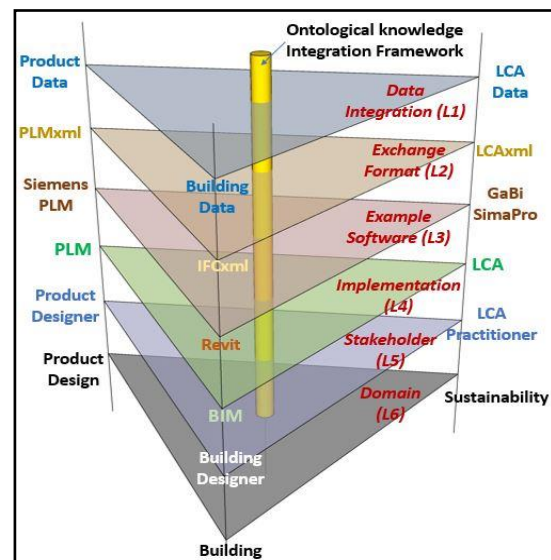 Ontological knowledge
Integration Framework
Product
Data
LCA
Data
Data
Integration (L1)
PLMxml
Exchange
Format (L2)
LCAxml
Building
Data
Siemens
PLM
GaBi
SimaPro
Example
Software (L3)
IFCxml
PLM
LCA
Implementation
(L4)
Product
Designer
LCA
Practitioner
Revit
Stakeholder
(L5)
Product
Design
Domain
(L6)
Sustainability
BIM
Building
Designer
Building